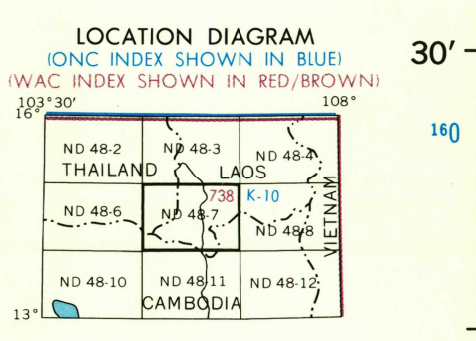 LOCATION DIAGRAM
(ONC INDEX SHOWN IN BLUE)
(WAC INDEX SHOWN IN RED/BROWN)
103°30' 108°
16°
ND 48-2 ND 48-3 ND 48-4
THAILAND LAOS
738 K-10
ND 48-6 ND 48-7 ND 48-8
VIETNAM
ND 48-10 ND 48-11 ND 48-12
CAMBODIA
13°
30'
160